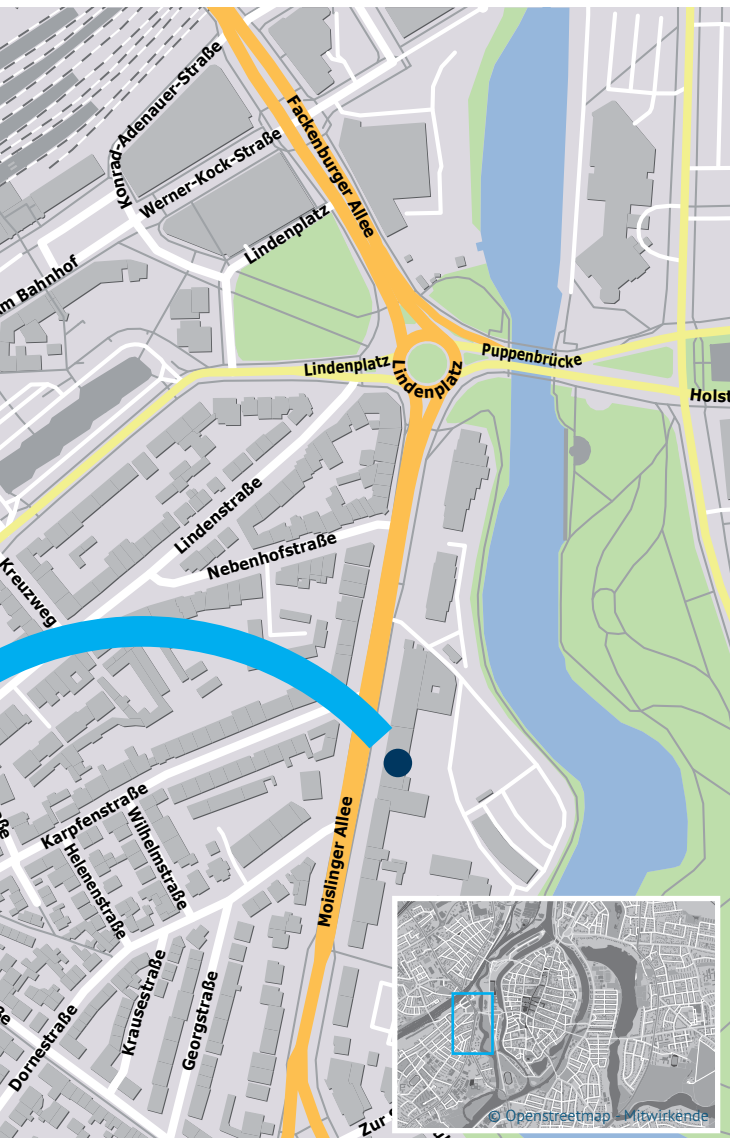 Konrad-Adenauer-Straße
Fackenburger Allee
Werner-Kock-Straße
Lindenplatz
m Bahnhof
Lindenplatz
Lindenplatz
Puppenbrücke
Holst
Lindenstraße
Nebenhofstraße
Kreuzweg
Karpfenstraße
Wilhelmstraße
Helenenstraße
Moislinger Allee
Krausestraße
Georgstraße
Dornestraße
Zur
© Openstreetmap - Mitwirkende